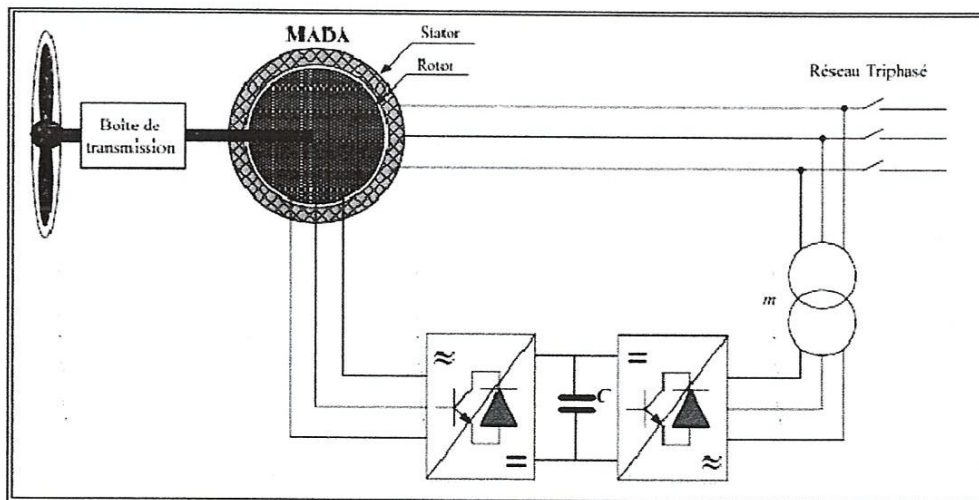 MADA
Stator
Rotor
Réseau Triphasé
Boîte de
transmission
m
≈
=
C
=
≈